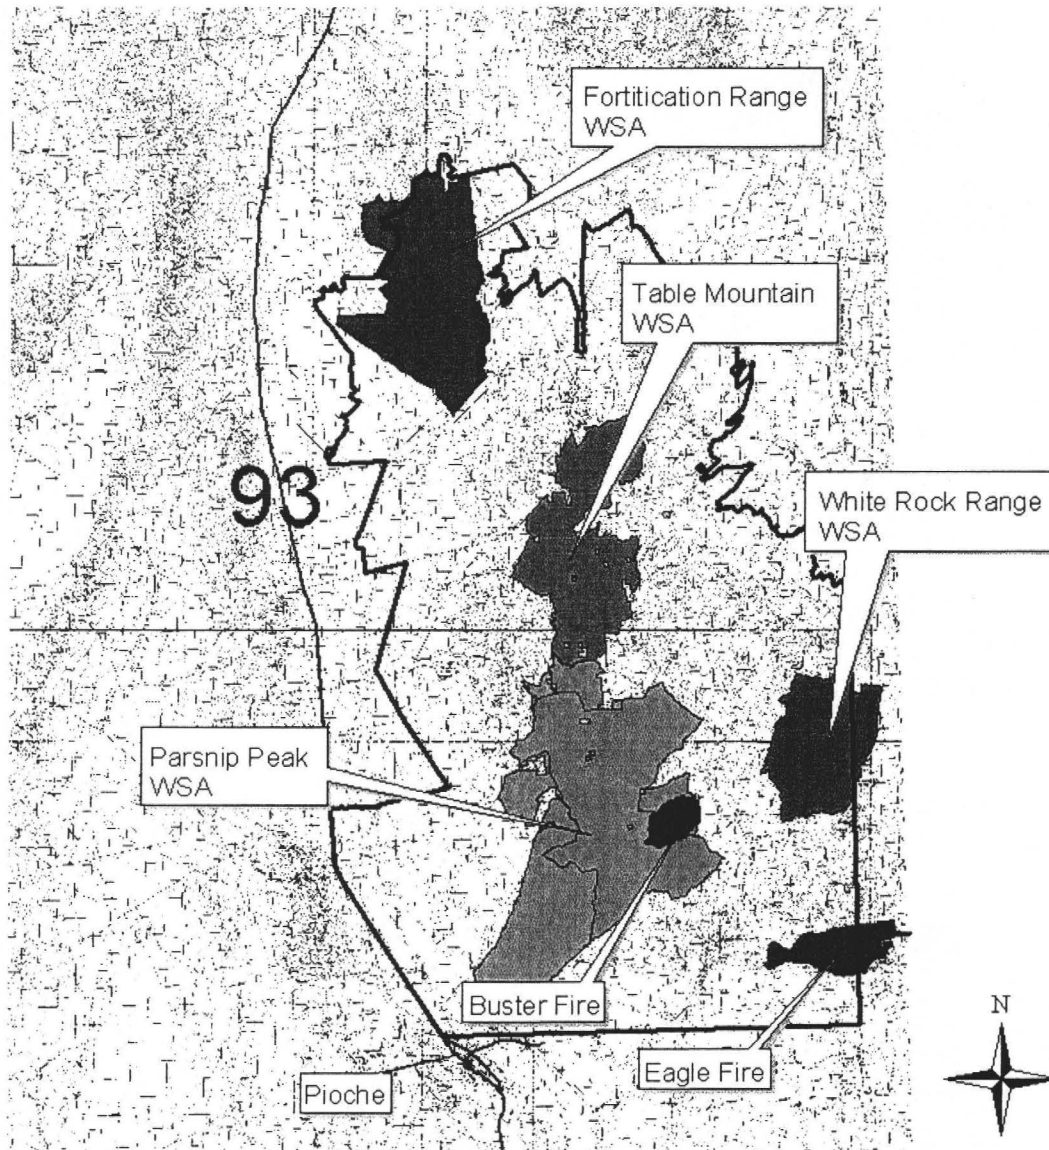 Fortitication Range
WSA
Table Mountain
WSA
93
White Rock Range
WSA
Parsnip Peak
WSA
Buster Fire
Eagle Fire
Pioche
N